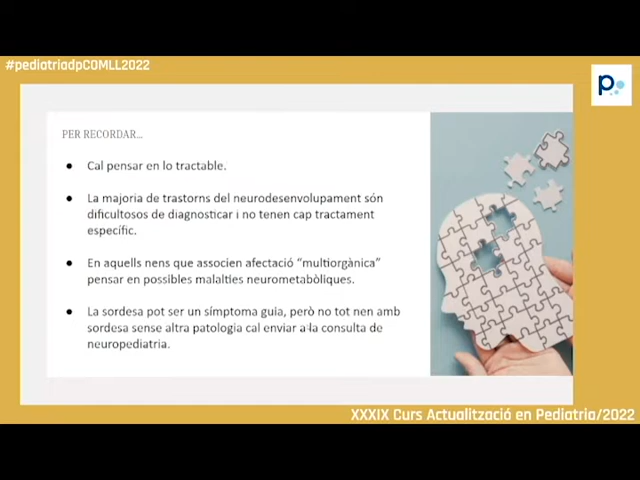 #pediatriadpCOMLL2022
p
PER RECORDAR...
● Cal pensar en lo tractable.
● La majoria de trastorns del neurodesenvolupament són
dificultosos de diagnosticar i no tenen cap tractament
específic.
● En aquells nens que associen afectació “multiorgànica”
pensar en possibles malalties neurometabòliques.
● La sordesa pot ser un símptoma guia, però no tot nen amb
sordesa sense altra patologia cal enviar a la consulta de
neuropediatria.
XXXIX Curs Actualització en Pediatria/2022